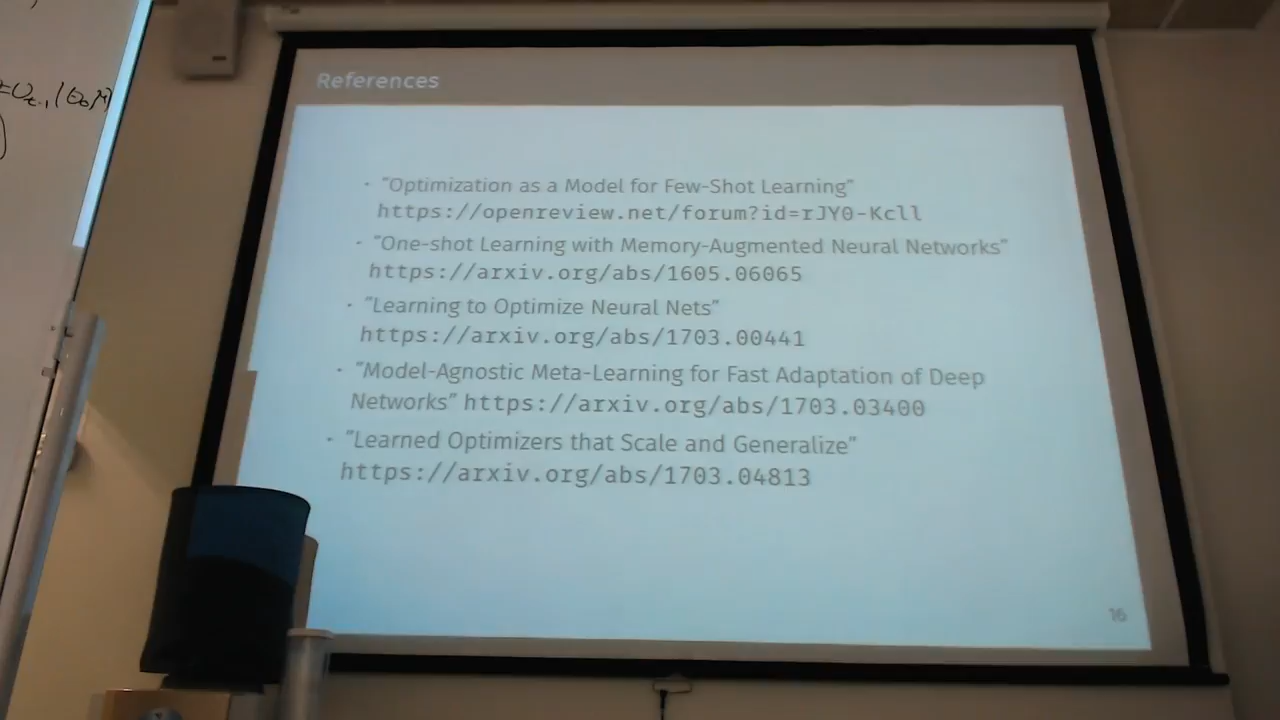 References
· "Optimization as a Model for Few-Shot Learning"
https://openreview.net/forum?id=rJY0-Kcll
· "One-shot Learning with Memory-Augmented Neural Networks"
https://arxiv.org/abs/1605.06065
· "Learning to Optimize Neural Nets"
https://arxiv.org/abs/1703.00441
· "Model-Agnostic Meta-Learning for Fast Adaptation of Deep
Networks" https://arxiv.org/abs/1703.03400
· "Learned Optimizers that Scale and Generalize"
https://arxiv.org/abs/1703.04813
16